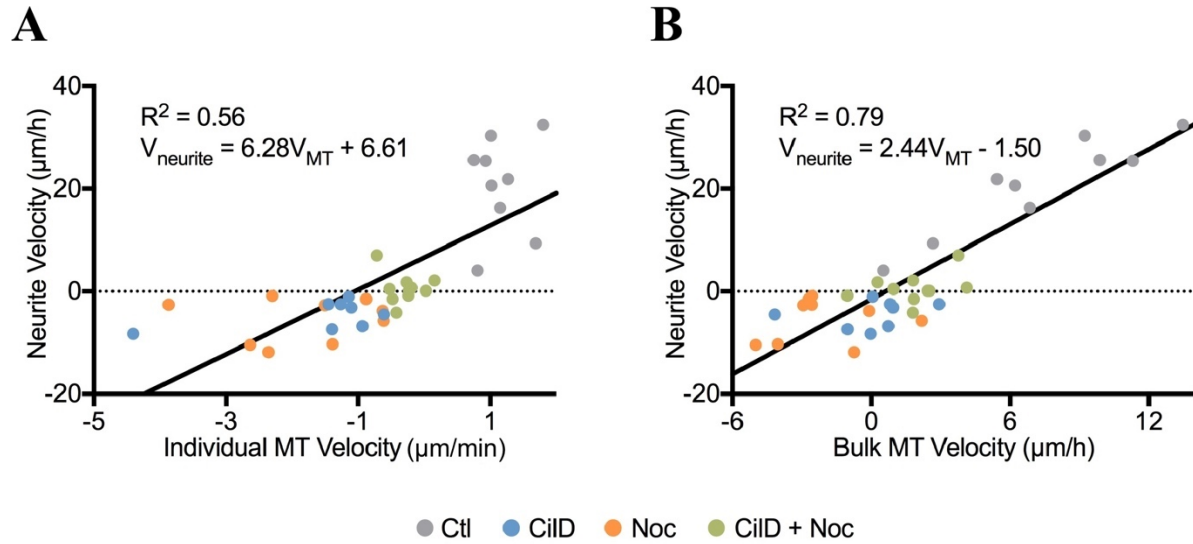 A
40
20
0
-20
Neurite Velocity (µm/h)
R² = 0.56
V_neurite = 6.28V_MT + 6.61
-5 -3 -1 1
Individual MT Velocity (µm/min)
B
40
20
0
-20
Neurite Velocity (µm/h)
R² = 0.79
V_neurite = 2.44V_MT - 1.50
-6 0 6 12
Bulk MT Velocity (µm/h)
Ctl CilD Noc CilD + Noc